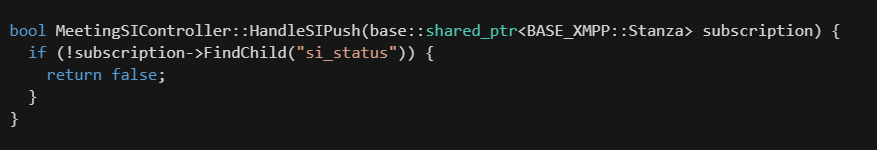 bool MeetingSIController::HandleSIPush(base::shared_ptr<BASE_XMPP::Stanza> subscription) {
  if (!subscription->FindChild("si_status")) {
    return false;
  }
}